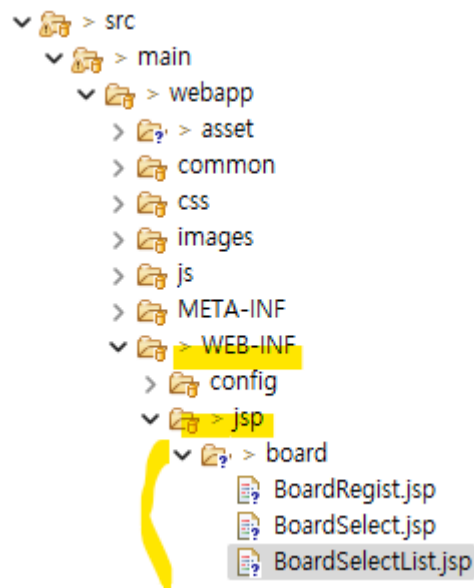 > src
> main
> webapp
> asset
common
css
images
js
META-INF
> WEB-INF
config
> jsp
> board
BoardRegist.jsp
BoardSelect.jsp
BoardSelectList.jsp